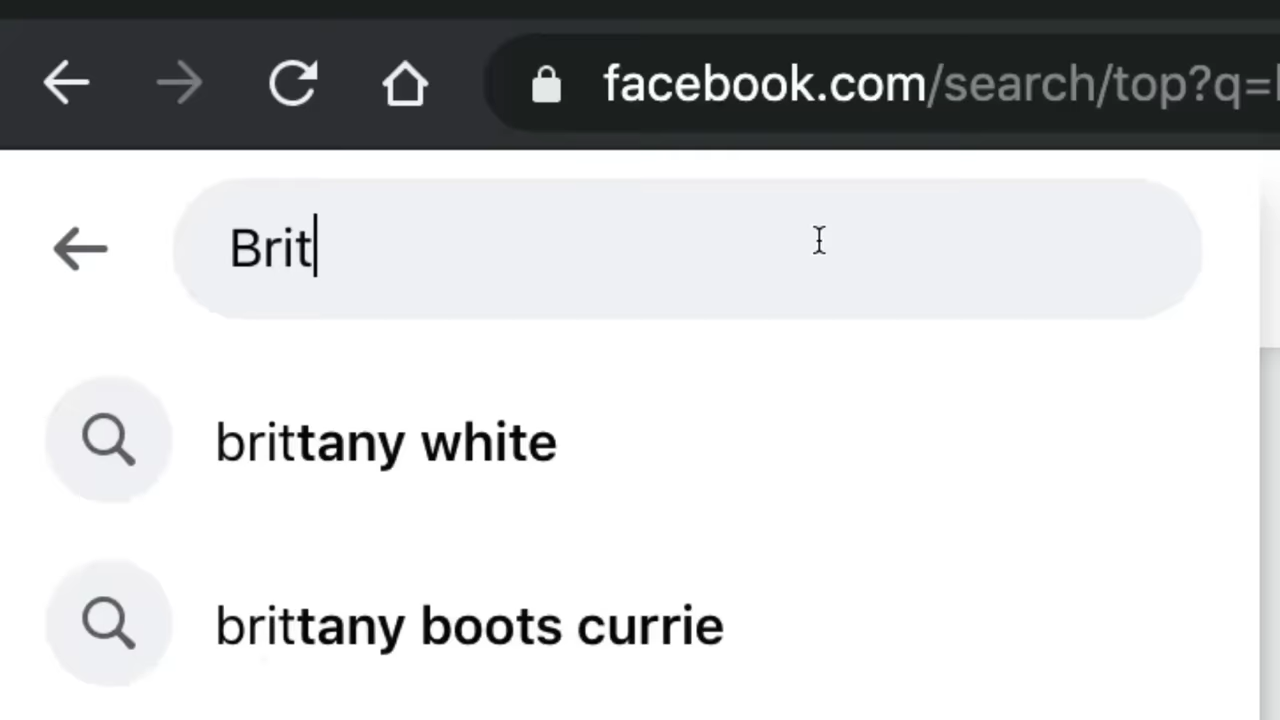 facebook.com/search/top?q=
Brit
brittany white
brittany boots currie